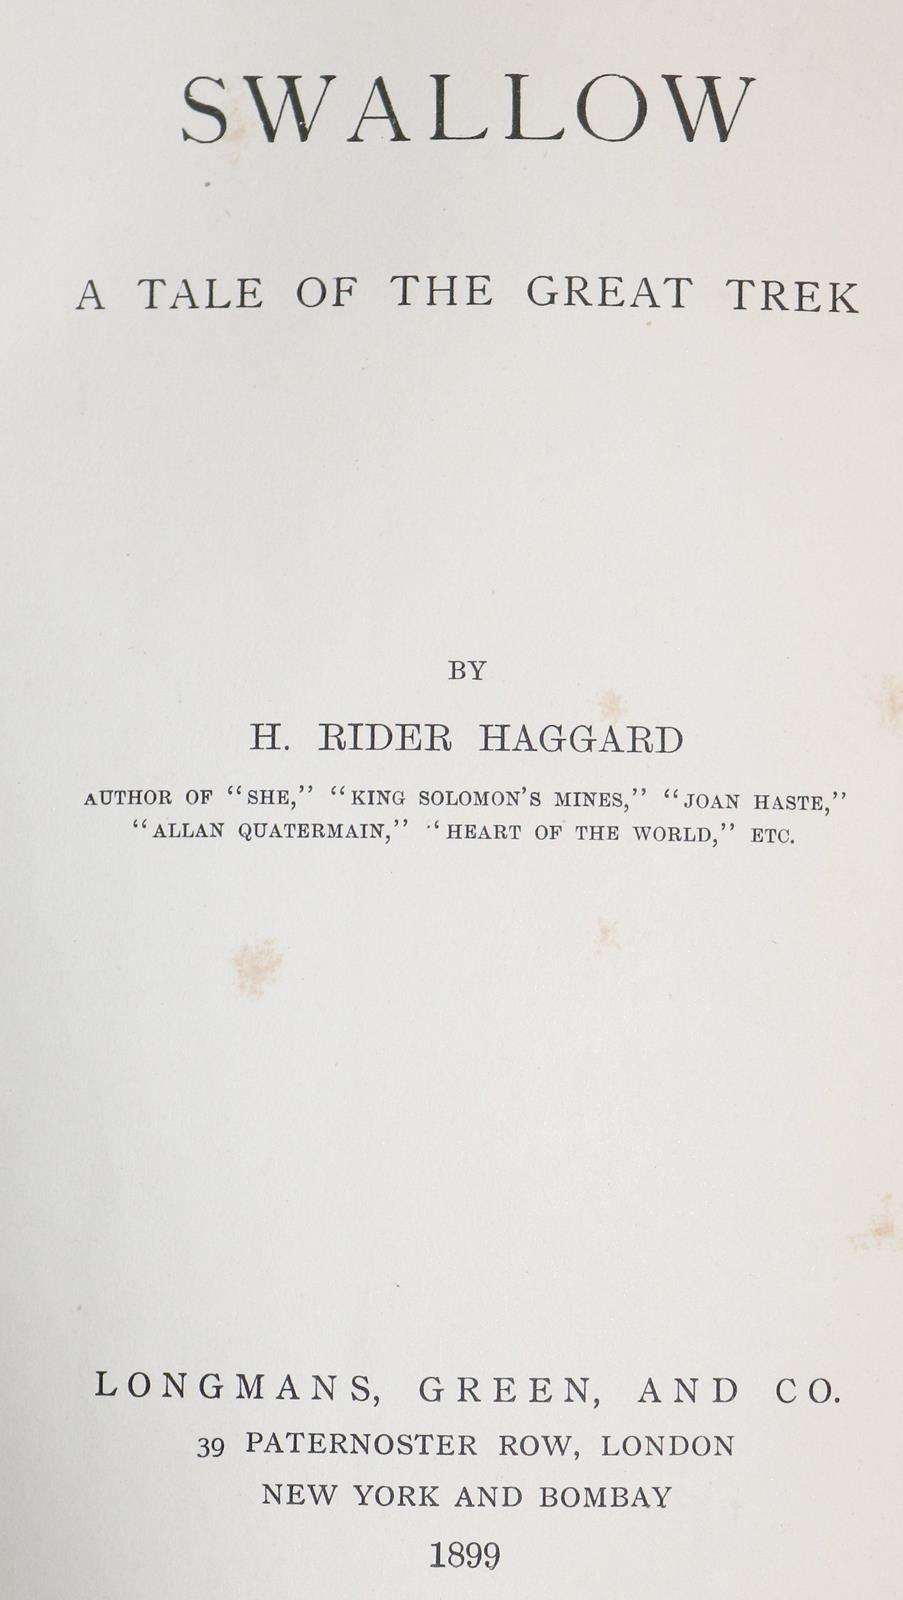 SWALLOW
A TALE OF THE GREAT TREK
BY
H. RIDER HAGGARD
AUTHOR OF “SHE,” “KING SOLOMON’S MINES,” “JOAN HASTE,”
“ALLAN QUATERMAIN,” “HEART OF THE WORLD,” ETC.
LONGMANS, GREEN, AND CO.
39 PATERNOSTER ROW, LONDON
NEW YORK AND BOMBAY
1899